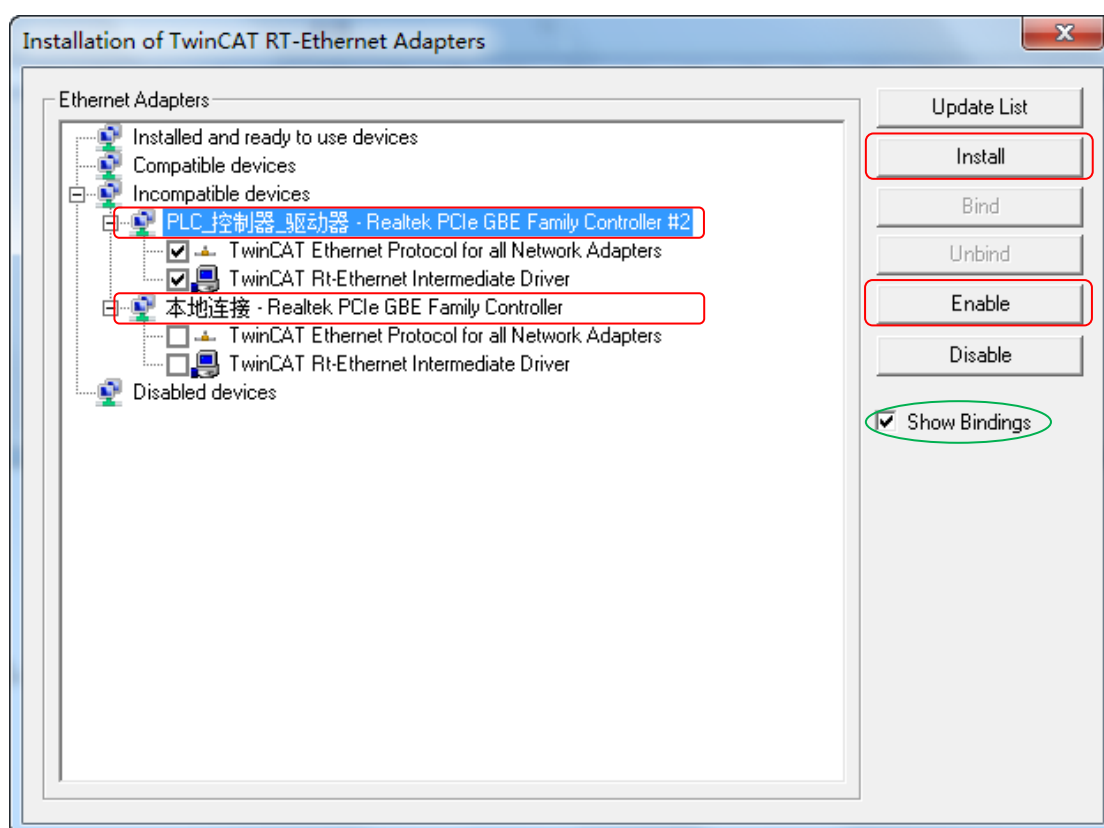 Installation of TwinCAT RT-Ethernet Adapters
Ethernet Adapters
Installed and ready to use devices
Compatible devices
Incompatible devices
PLC_控制器_驱动器 - Realtek PCIe GBE Family Controller #2
TwinCAT Ethernet Protocol for all Network Adapters
TwinCAT Rt-Ethernet Intermediate Driver
本地连接 - Realtek PCIe GBE Family Controller
TwinCAT Ethernet Protocol for all Network Adapters
TwinCAT Rt-Ethernet Intermediate Driver
Disabled devices
Update List
Install
Bind
Unbind
Enable
Disable
Show Bindings